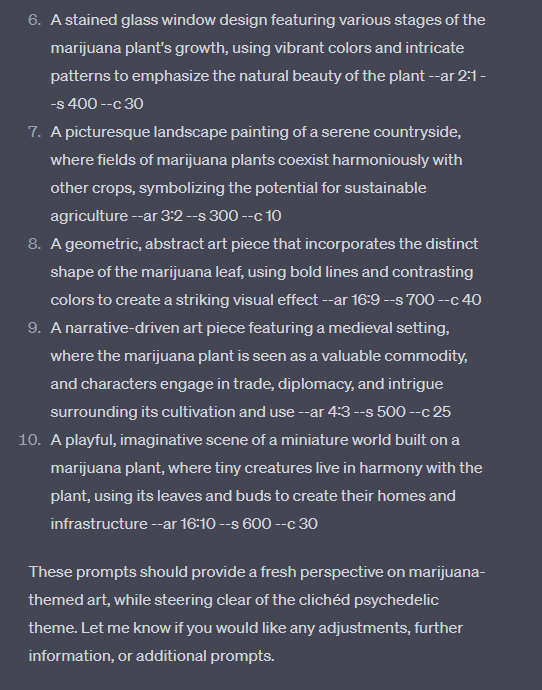 6. A stained glass window design featuring various stages of the
marijuana plant's growth, using vibrant colors and intricate
patterns to emphasize the natural beauty of the plant --ar 2:1 -
-s 400 --c 30
7. A picturesque landscape painting of a serene countryside,
where fields of marijuana plants coexist harmoniously with
other crops, symbolizing the potential for sustainable
agriculture --ar 3:2 --s 300 --c 10
8. A geometric, abstract art piece that incorporates the distinct
shape of the marijuana leaf, using bold lines and contrasting
colors to create a striking visual effect --ar 16:9 --s 700 --c 40
9. A narrative-driven art piece featuring a medieval setting,
where the marijuana plant is seen as a valuable commodity,
and characters engage in trade, diplomacy, and intrigue
surrounding its cultivation and use --ar 4:3 --s 500 --c 25
10. A playful, imaginative scene of a miniature world built on a
marijuana plant, where tiny creatures live in harmony with the
plant, using its leaves and buds to create their homes and
infrastructure --ar 16:10 --s 600 --c 30
These prompts should provide a fresh perspective on marijuana-
themed art, while steering clear of the clichéd psychedelic
theme. Let me know if you would like any adjustments, further
information, or additional prompts.